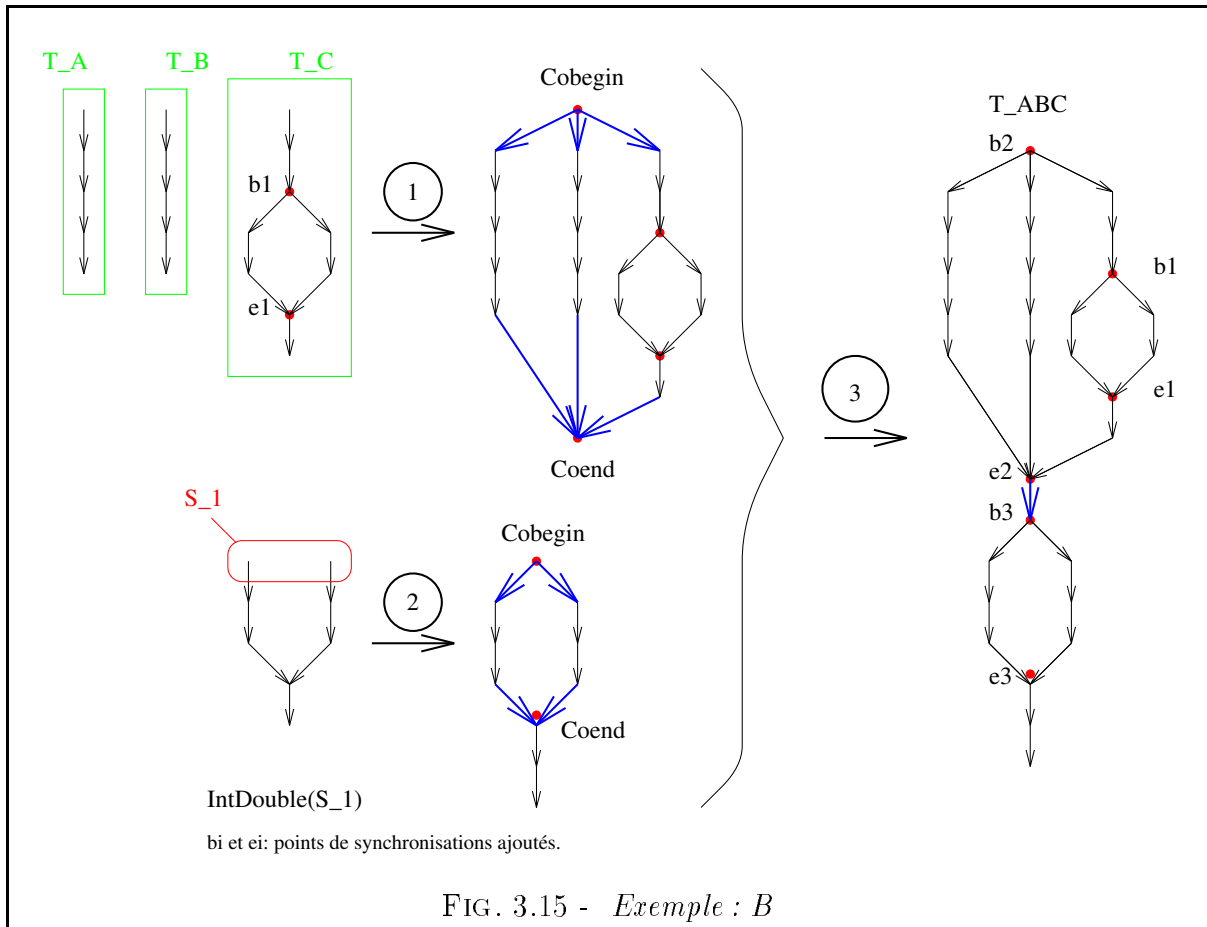 T_A
T_B
T_C
b1
e1
1
Cobegin
Coend
S_1
2
Cobegin
Coend
IntDouble(S_1)
bi et ei: points de synchronisations ajoutés.
3
T_ABC
b2
b1
e1
e2
b3
e3
FIG. 3.15 - Exemple : B